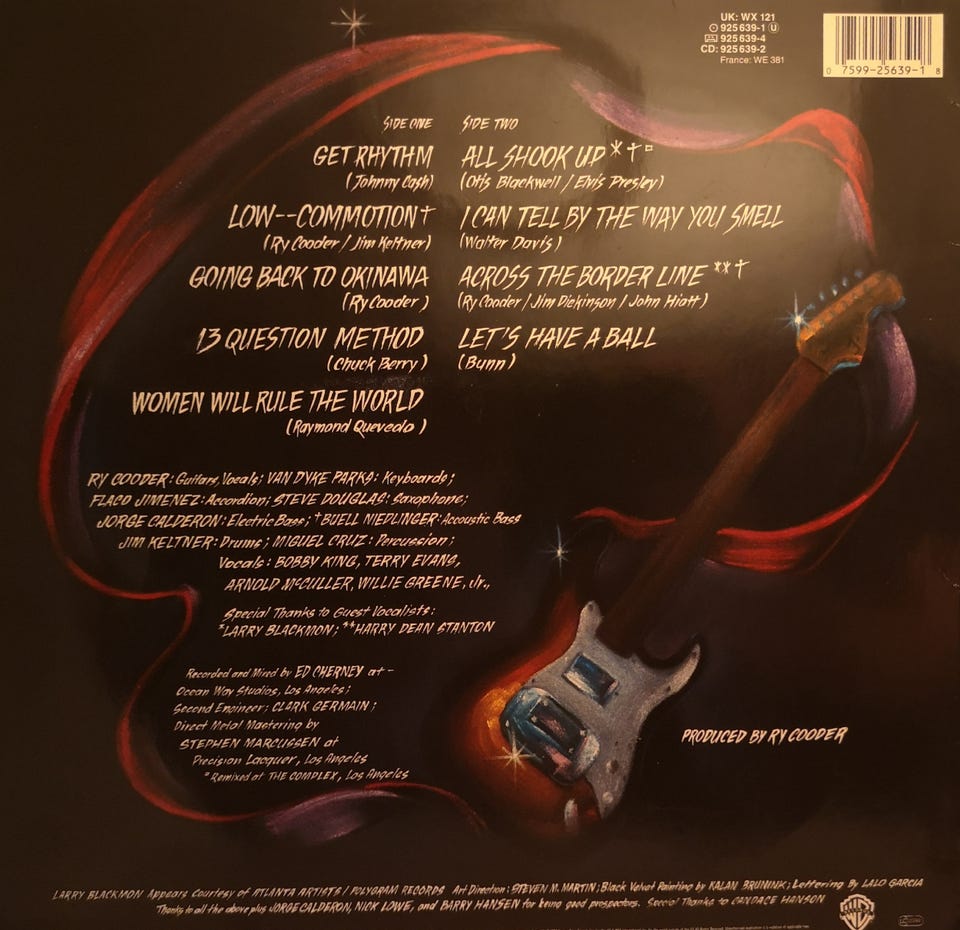 UK: WX 121
925 639-1 U
925 639-4
CD: 925 639-2
France: WE 381
0 7599-25639-1 8
SIDE ONE
GET RHYTHM
(Johnny Cash)
LOW--COMMOTION†
(Ry Cooder / Jim Keltner)
GOING BACK TO OKINAWA
(Ry Cooder)
13 QUESTION METHOD
(Chuck Berry)
WOMEN WILL RULE THE WORLD
(Raymond Quevedo)
SIDE TWO
ALL SHOOK UP *†▫
(Otis Blackwell / Elvis Presley)
I CAN TELL BY THE WAY YOU SMELL
(Walter Davis)
ACROSS THE BORDER LINE **†
(Ry Cooder / Jim Dickinson / John Hiatt)
LET'S HAVE A BALL
(Bunn)
RY COODER: Guitars, Vocals; VAN DYKE PARKS: Keyboards;
FLACO JIMENEZ: Accordion; STEVE DOUGLAS: Saxophone;
JORGE CALDERON: Electric Bass; †BUELL NIEDLINGER: Acoustic Bass
JIM KELTNER: Drums; MIGUEL CRUZ: Percussion;
Vocals: BOBBY KING, TERRY EVANS,
ARNOLD McCULLER, WILLIE GREENE, Jr.,
Special Thanks to Guest Vocalists:
*LARRY BLACKMON; **HARRY DEAN STANTON
Recorded and Mixed by ED CHERNEY at -
Ocean Way Studios, Los Angeles;
Second Engineer: CLARK GERMAIN;
Direct Metal Mastering by
STEPHEN MARCUSSEN at
Precision Lacquer, Los Angeles
▫Remixed at THE COMPLEX, Los Angeles
PRODUCED BY RY COODER
LARRY BLACKMON Appears Courtesy of ATLANTA ARTISTS / POLYGRAM RECORDS Art Direction: STEVEN M. MARTIN; Black Velvet Painting by KALAN BRUNINK; Lettering By LALO GARCIA
Thanks to all the above plus JORGE CALDERON, NICK LOWE, and BARRY HANSEN for being good prospectors. Special Thanks to CANDACE HANSON